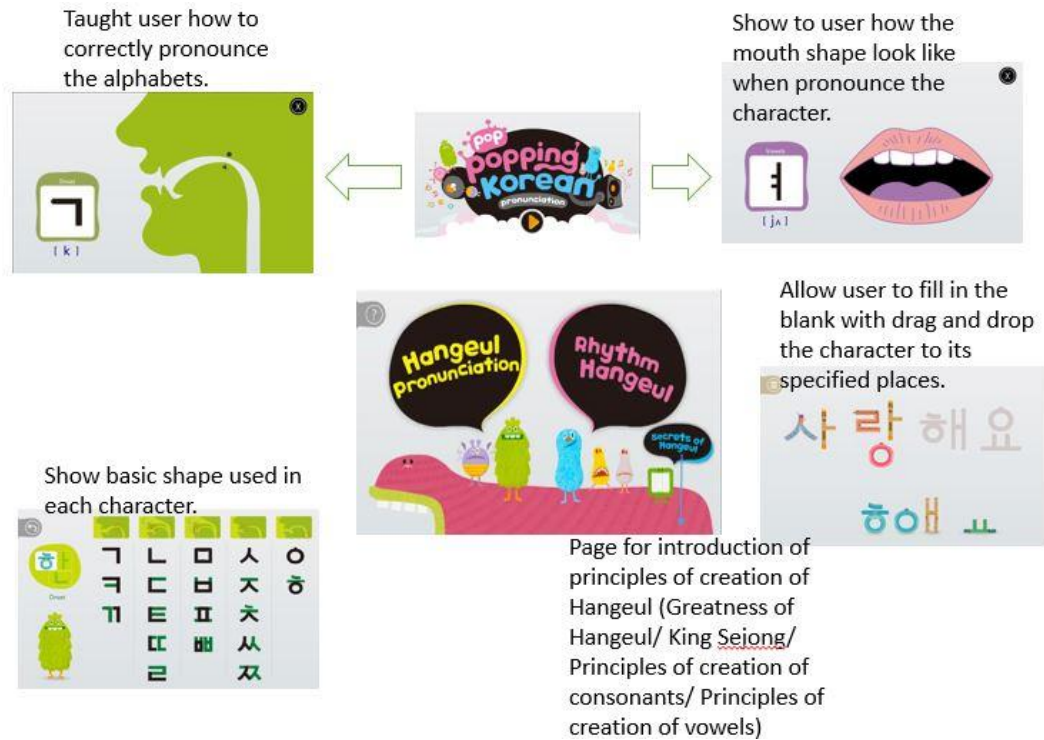 Taught user how to
correctly pronounce
the alphabets.
Show to user how the
mouth shape look like
when pronounce the
character.
X
ㄱ
[ k ]
pop
popping
Korean
pronunciation
X
Vowels
ㅕ
[ jʌ ]
?
Hangeul
Pronunciation
Rhythm
Hangeul
Secrets of
Hangeul
Allow user to fill in the
blank with drag and drop
the character to its
specified places.
사 랑 해 요
ㅎ ㅇ ㅐ ㅛ
Show basic shape used in
each character.
한
ㄱ ㄴ ㅁ ㅅ ㅇ
ㅋ ㄷ ㅂ ㅈ ㅎ
ㄲ ㅌ ㅍ ㅊ
ㄸ ㅃ ㅆ
ㄹ ㅉ
Page for introduction of
principles of creation of
Hangeul (Greatness of
Hangeul/ King Sejong/
Principles of creation of
consonants/ Principles of
creation of vowels)